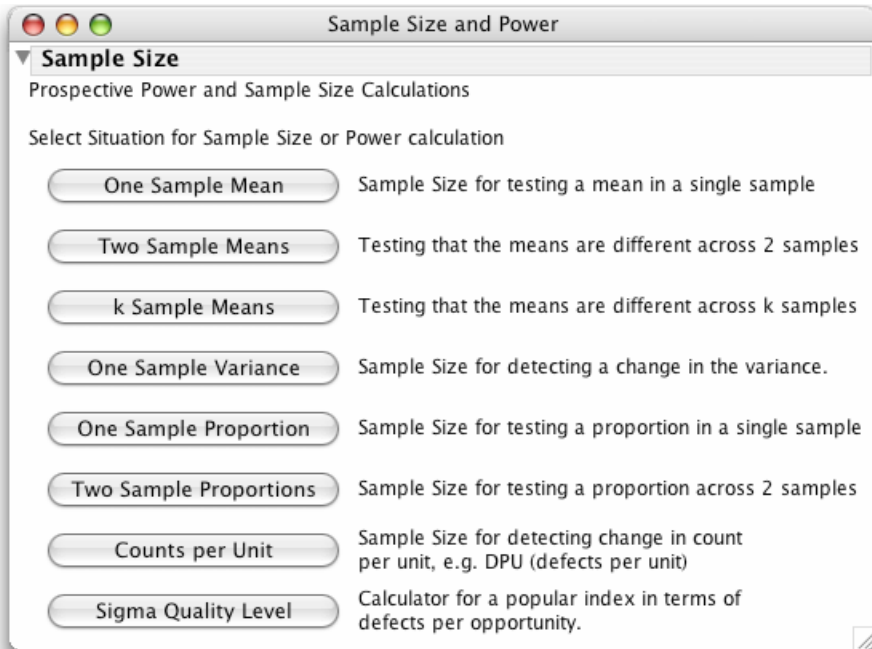 Sample Size and Power
Sample Size
Prospective Power and Sample Size Calculations
Select Situation for Sample Size or Power calculation
One Sample Mean Sample Size for testing a mean in a single sample
Two Sample Means Testing that the means are different across 2 samples
k Sample Means Testing that the means are different across k samples
One Sample Variance Sample Size for detecting a change in the variance.
One Sample Proportion Sample Size for testing a proportion in a single sample
Two Sample Proportions Sample Size for testing a proportion across 2 samples
Counts per Unit Sample Size for detecting change in count
per unit, e.g. DPU (defects per unit)
Sigma Quality Level Calculator for a popular index in terms of
defects per opportunity.